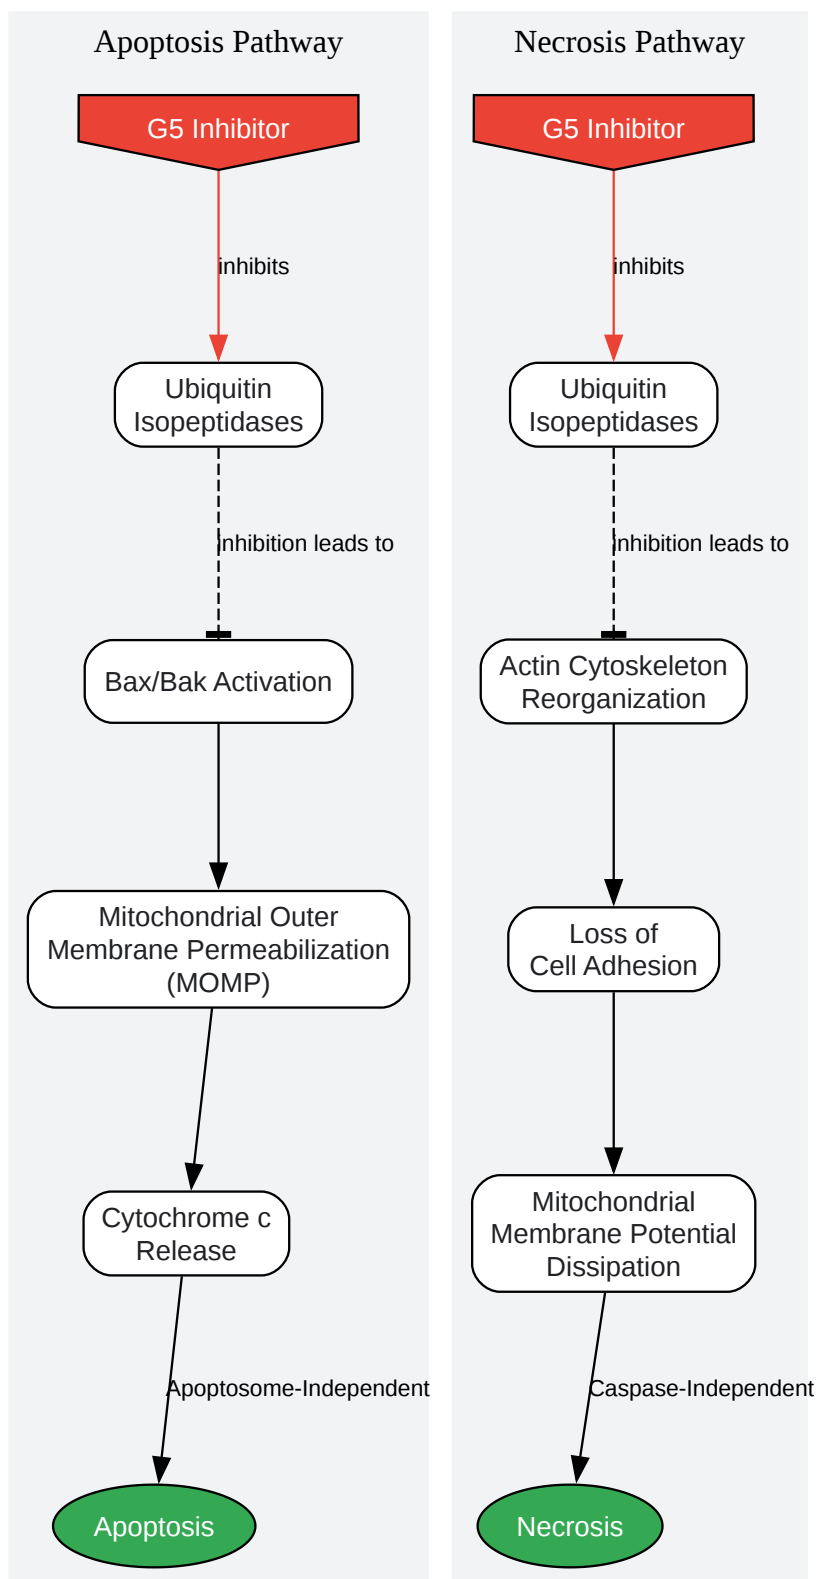 Apoptosis Pathway
G5 Inhibitor
inhibits
Ubiquitin
Isopeptidases
inhibition leads to
Bax/Bak Activation
Mitochondrial Outer
Membrane Permeabilization
(MOMP)
Cytochrome c
Release
Apoptosome-Independent
Apoptosis
Necrosis Pathway
G5 Inhibitor
inhibits
Ubiquitin
Isopeptidases
inhibition leads to
Actin Cytoskeleton
Reorganization
Loss of
Cell Adhesion
Mitochondrial
Membrane Potential
Dissipation
Caspase-Independent
Necrosis